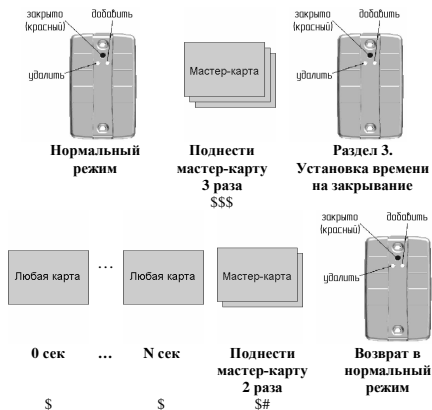 закрыто
(красный)
добавить
удалить
Мастер-карта
закрыто
(красный)
добавить
удалить
Нормальный
режим
Поднести
мастер-карту
3 раза
$$$
Раздел 3.
Установка времени
на закрывание
Любая карта
...
Любая карта
Мастер-карта
закрыто
(красный)
добавить
удалить
0 сек
...
N сек
Поднести
мастер-карту
2 раза
Возврат в
нормальный
режим
$
$
$#